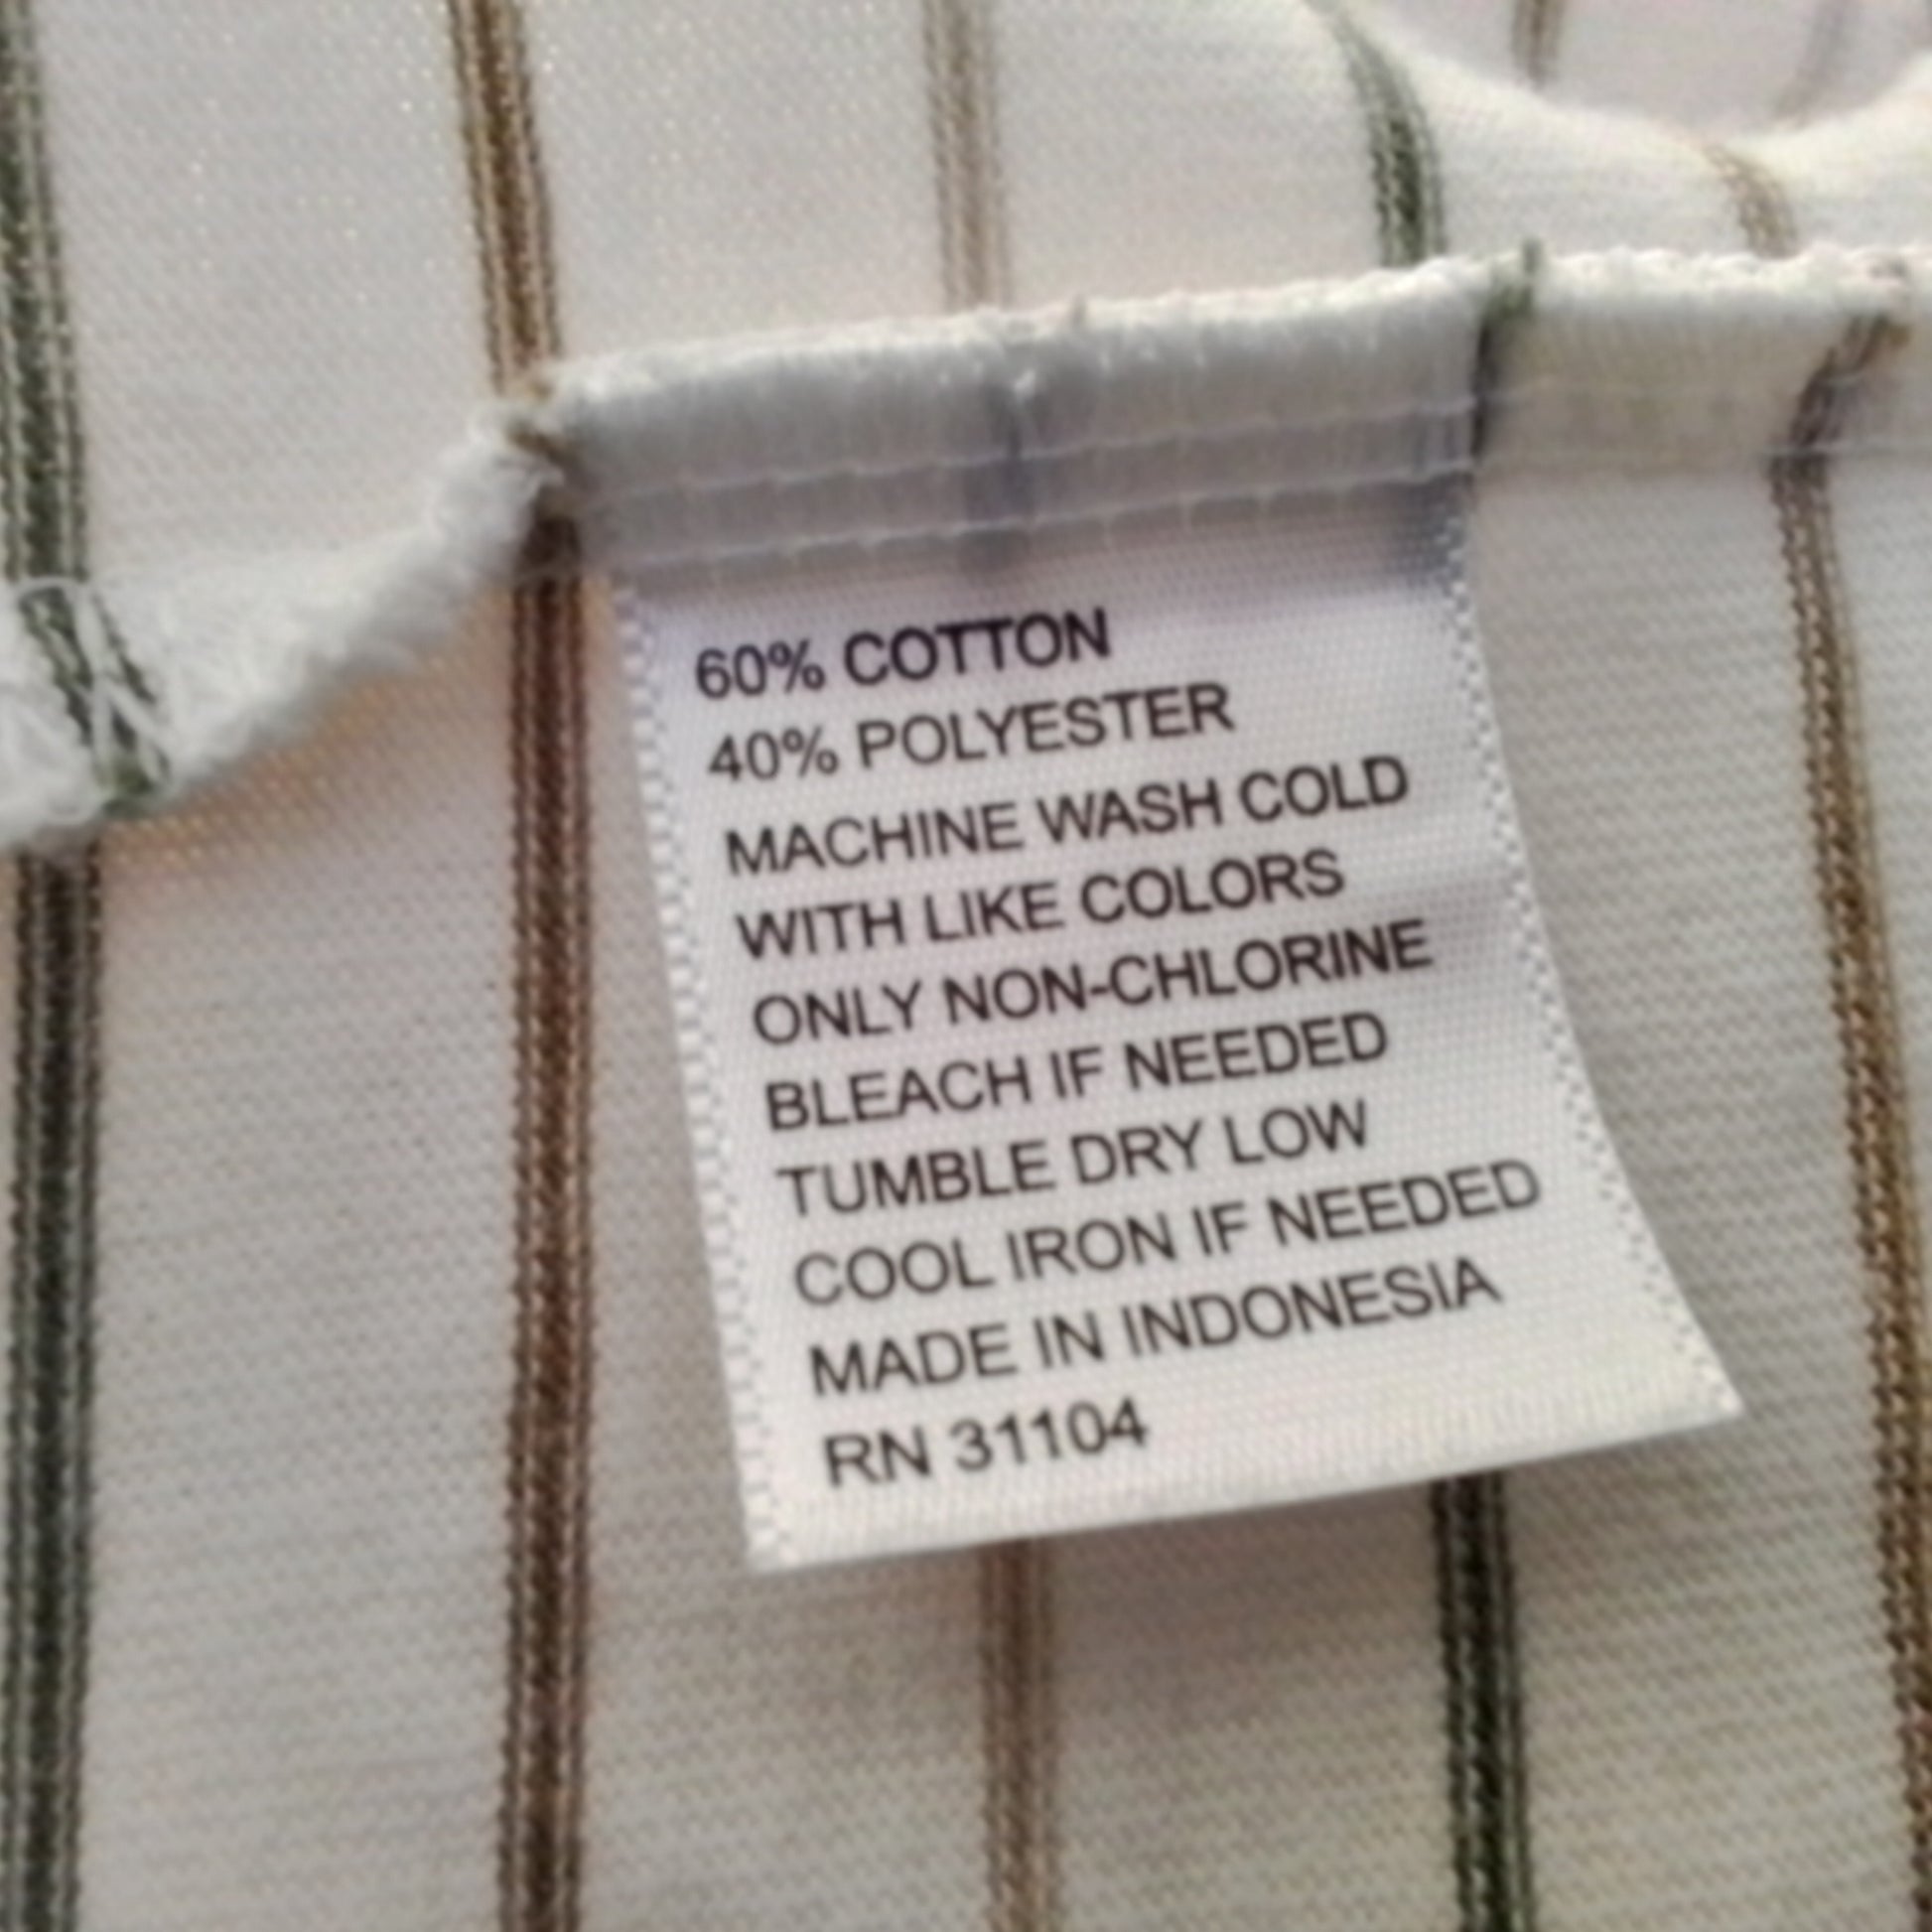 60% COTTON
40% POLYESTER
MACHINE WASH COLD
WITH LIKE COLORS
ONLY NON-CHLORINE
BLEACH IF NEEDED
TUMBLE DRY LOW
COOL IRON IF NEEDED
MADE IN INDONESIA
RN 31104